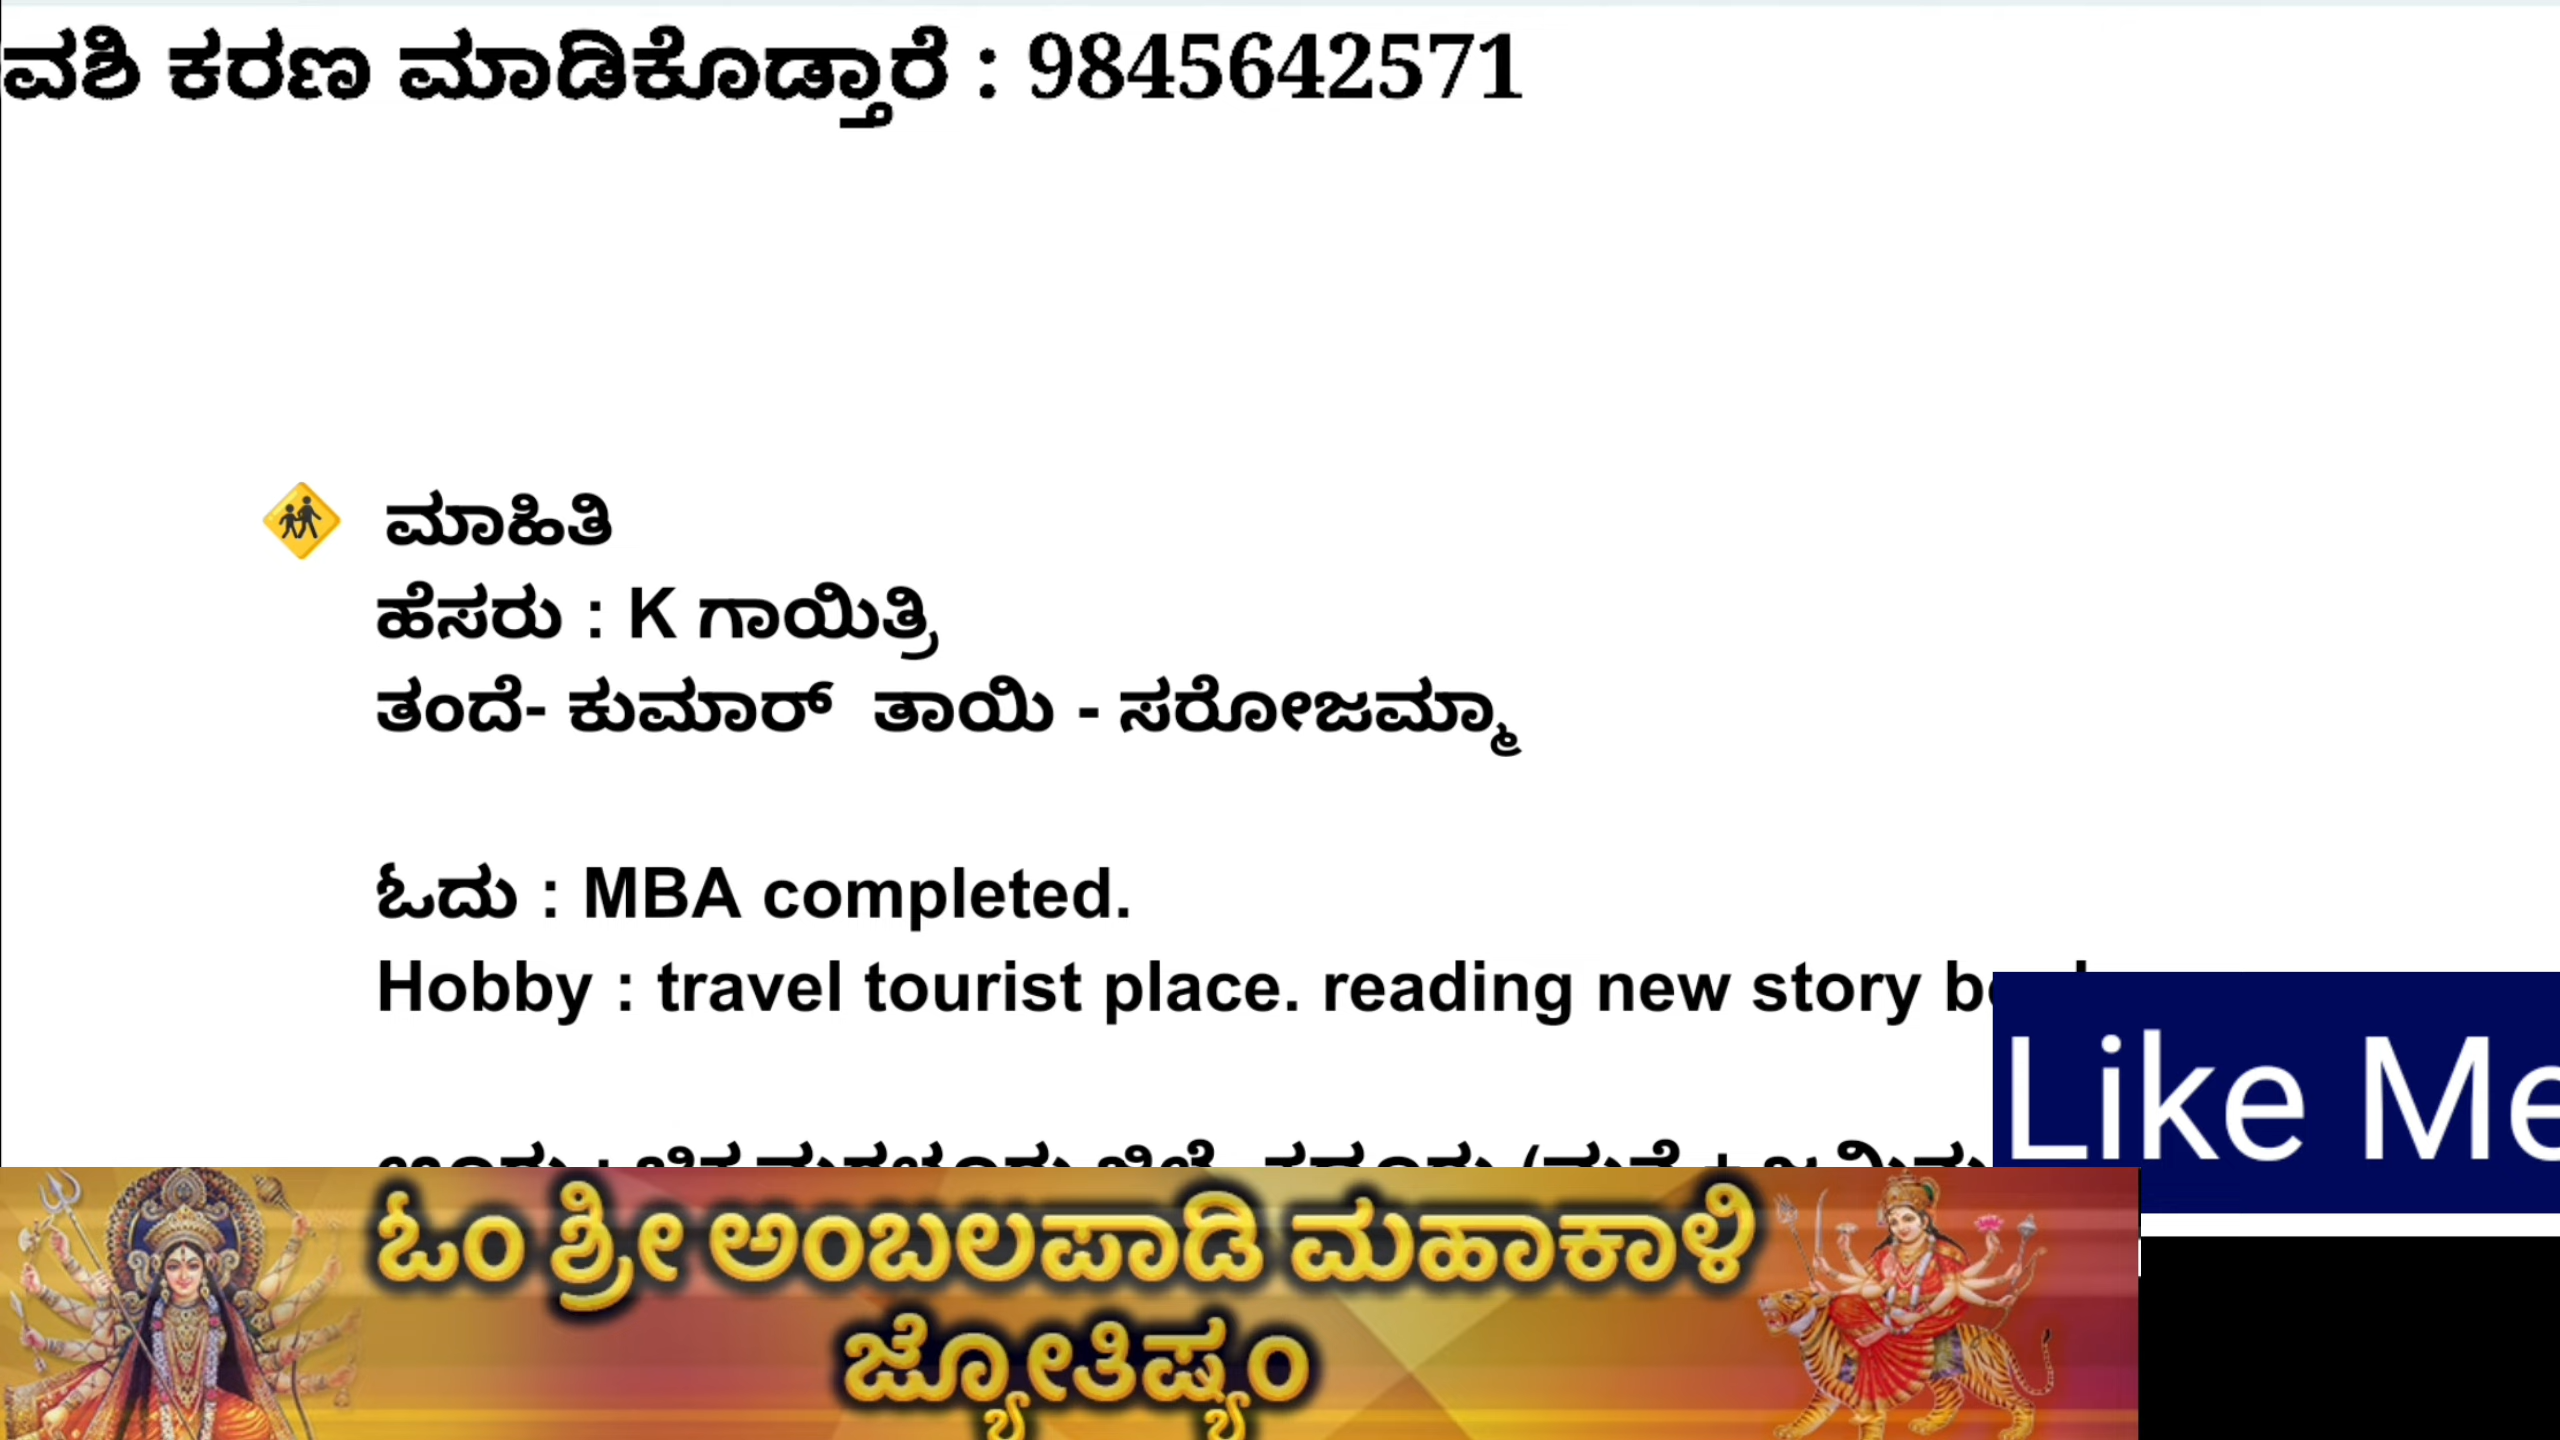 ವಶಿ ಕರಣ ಮಾಡಿಕೊಡ್ತಾರೆ : 9845642571
ಮಾಹಿತಿ
ಹೆಸರು : K ಗಾಯಿತ್ರಿ
ತಂದೆ- ಕುಮಾರ್ ತಾಯಿ - ಸರೋಜಮ್ಮಾ
ಓದು : MBA completed.
Hobby : travel tourist place. reading new story
Like Me
ಓಂ ಶ್ರೀ ಅಂಬಲಪಾಡಿ ಮಹಾಕಾಳಿ
ಜ್ಯೋತಿಷ್ಯಂ